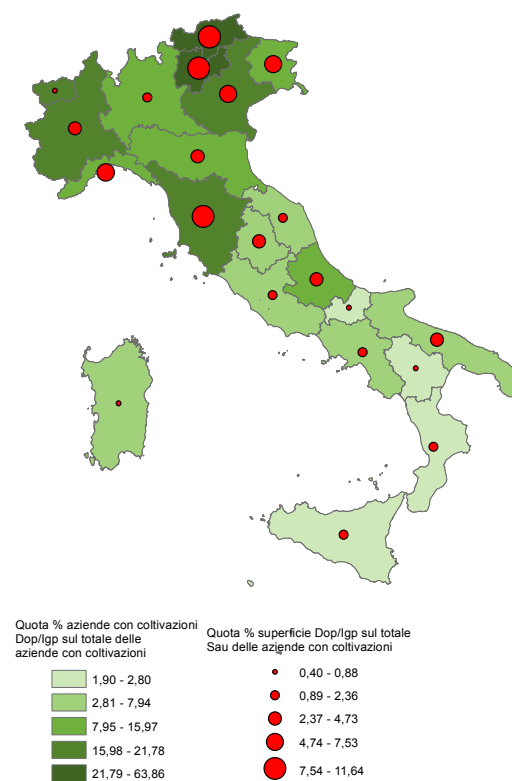 Quota % aziende con coltivazioni
Dop/Igp sul totale delle
aziende con coltivazioni
1,90 - 2,80
2,81 - 7,94
7,95 - 15,97
15,98 - 21,78
21,79 - 63,86
Quota % superficie Dop/Igp sul totale
Sau delle aziende con coltivazioni
0,40 - 0,88
0,89 - 2,36
2,37 - 4,73
4,74 - 7,53
7,54 - 11,64